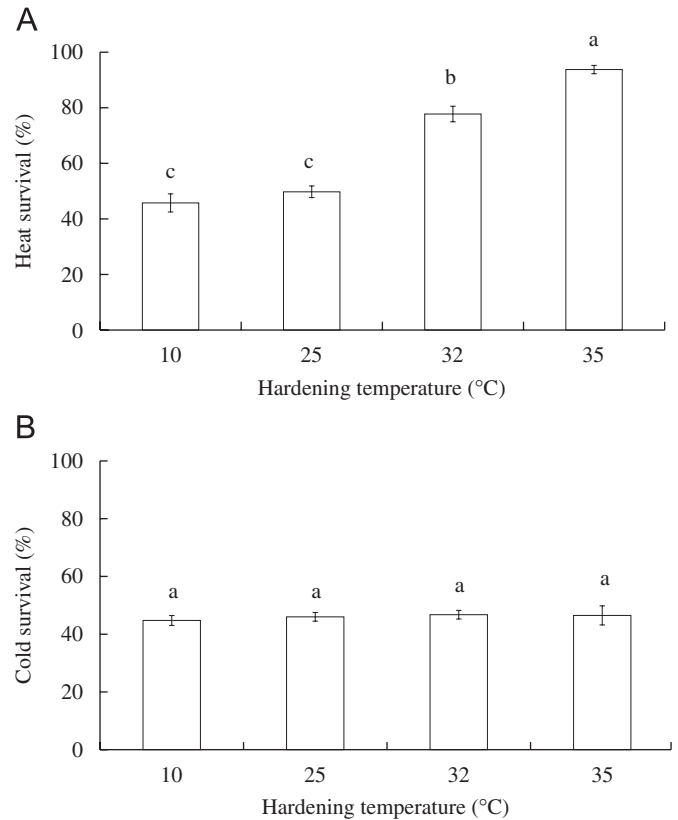 A
100
80
60
40
20
0
Heat survival (%)
c
c
b
a
10 25 32 35
Hardening temperature (°C)
B
100
80
60
40
20
0
Cold survival (%)
a
a
a
a
10 25 32 35
Hardening temperature (°C)